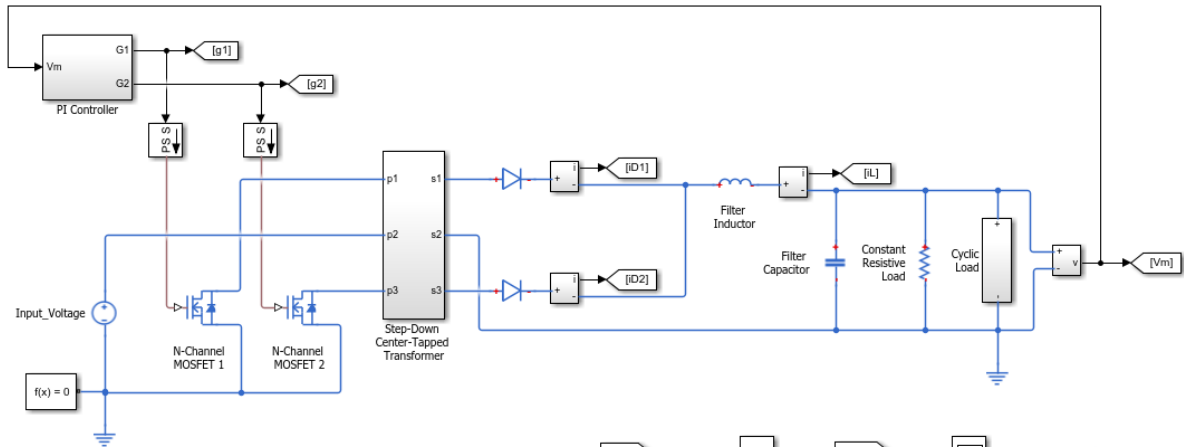 G1
[g1]
Vm
G2
[g2]
PI Controller
PS S
PS S
p1
s1
+
i
-
[iD1]
+
i
-
[iL]
Filter
Inductor
p2
s2
Filter
Capacitor
Constant
Resistive
Load
+
Cyclic
Load
-
+
-
v
[Vm]
p3
s3
+
i
-
[iD2]
Input_Voltage
N-Channel
MOSFET 1
N-Channel
MOSFET 2
Step-Down
Center-Tapped
Transformer
f(x) = 0